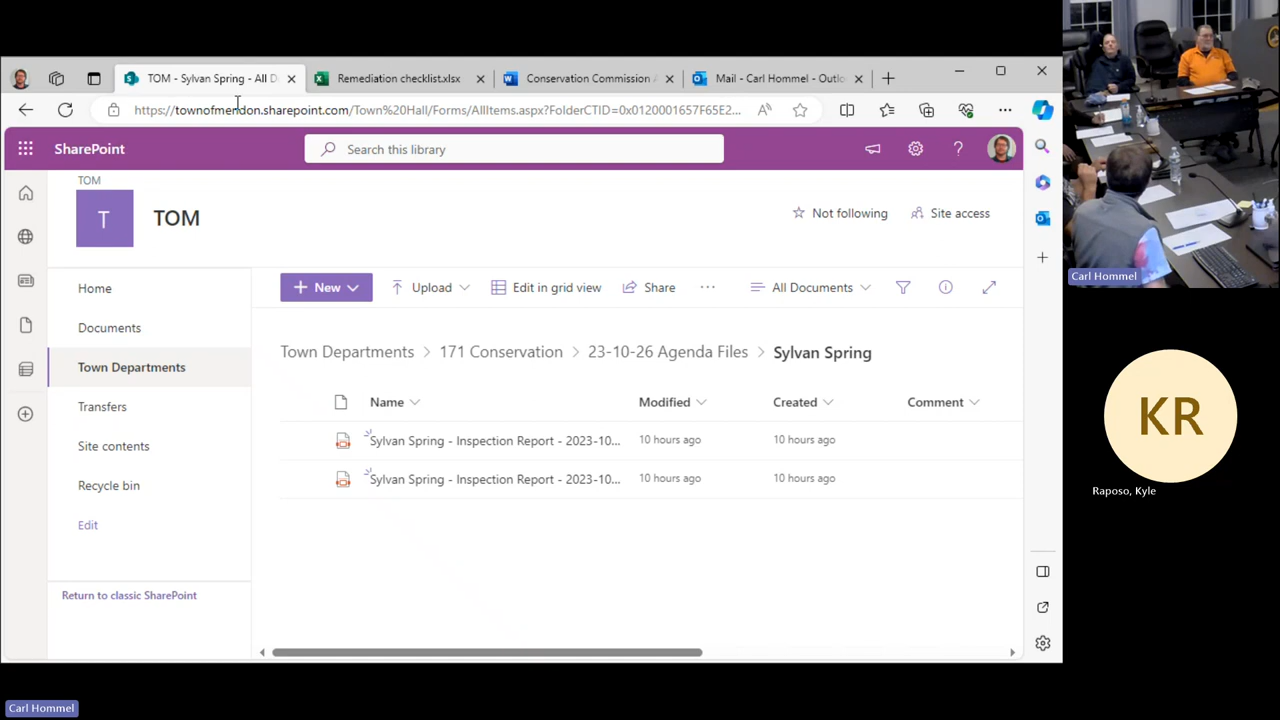 TOM - Sylvan Spring - All D
Remediation checklist.xlsx
Conservation Commission A
Mail - Carl Hommel - Outlo
https://townofmendon.sharepoint.com/Town%20Hall/Forms/AllItems.aspx?FolderCTID=0x0120001657F65E2...
SharePoint
Search this library
TOM
T
TOM
Not following
Site access
Home
Documents
Town Departments
Transfers
Site contents
Recycle bin
Edit
Return to classic SharePoint
New
Upload
Edit in grid view
Share
All Documents
Town Departments > 171 Conservation > 23-10-26 Agenda Files > Sylvan Spring
Name Modified Created Comment
Sylvan Spring - Inspection Report - 2023-10... 10 hours ago 10 hours ago
Sylvan Spring - Inspection Report - 2023-10... 10 hours ago 10 hours ago
Carl Hommel
KR
Raposo, Kyle
Carl Hommel